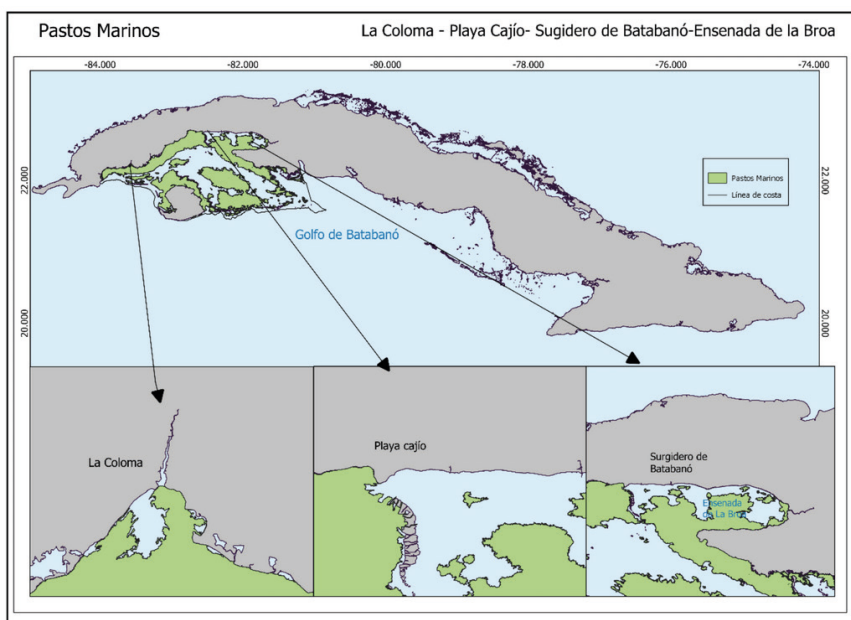 Pastos Marinos
La Coloma - Playa Cajío- Sugidero de Batabanó-Ensenada de la Broa
-84.000
-82.000
-80.000
-78.000
-76.000
-74.000
22.000
22.000
Pastos Marinos
Línea de costa
Golfo de Batabanó
20.000
20.000
La Coloma
Playa cajío
Surgidero de
Batabanó
Ensenada
de La Broa